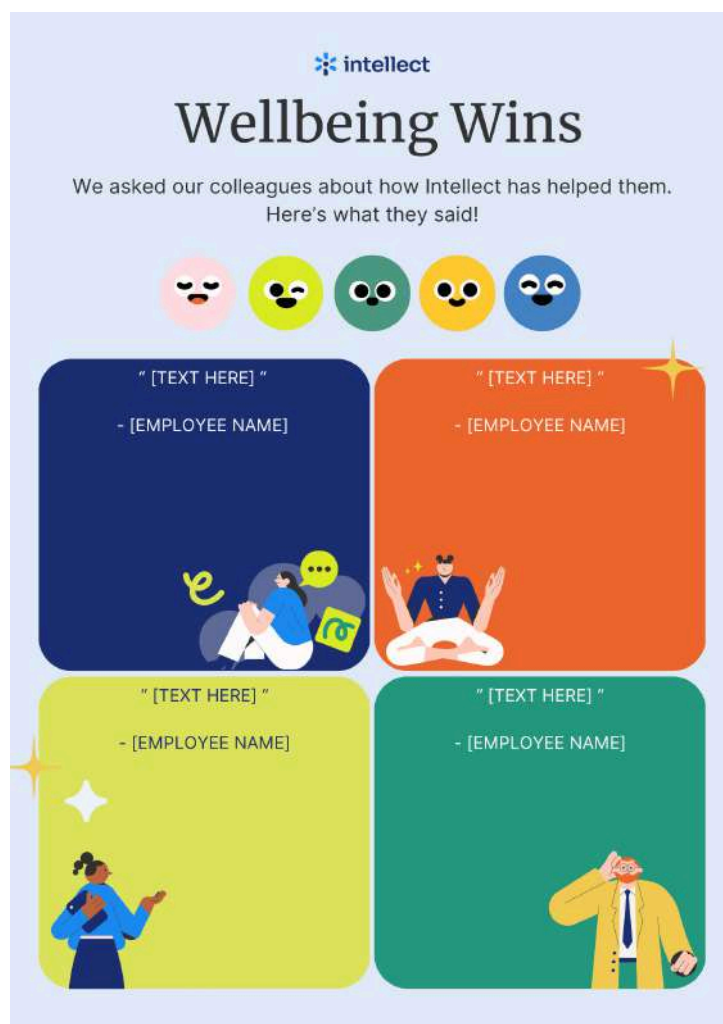 intellect
Wellbeing Wins
We asked our colleagues about how Intellect has helped them.
Here's what they said!
“ [TEXT HERE] ”
- [EMPLOYEE NAME]
“ [TEXT HERE] ”
- [EMPLOYEE NAME]
“ [TEXT HERE] ”
- [EMPLOYEE NAME]
“ [TEXT HERE] ”
- [EMPLOYEE NAME]